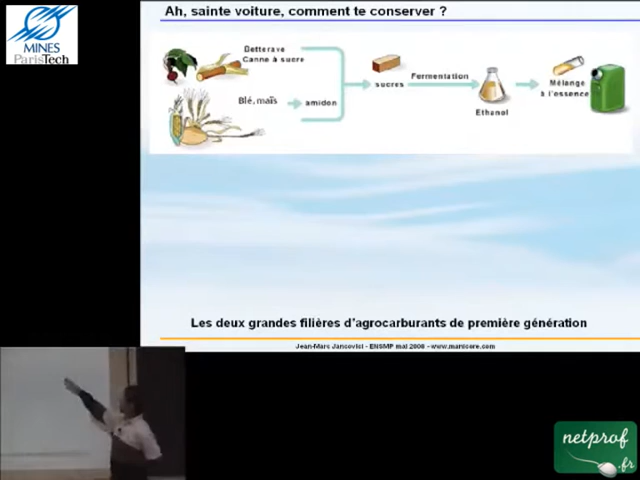 Ah, sainte voiture, comment te conserver ?
MINES
ParisTech
Betterave
Canne à sucre
sucres
Fermentation
Mélange
à l'essence
Blé, maïs
amidon
Ethanol
Les deux grandes filières d'agrocarburants de première génération
Jean-Marc Jancovici - ENSMP mai 2008 - www.manicore.com
netprof
.fr